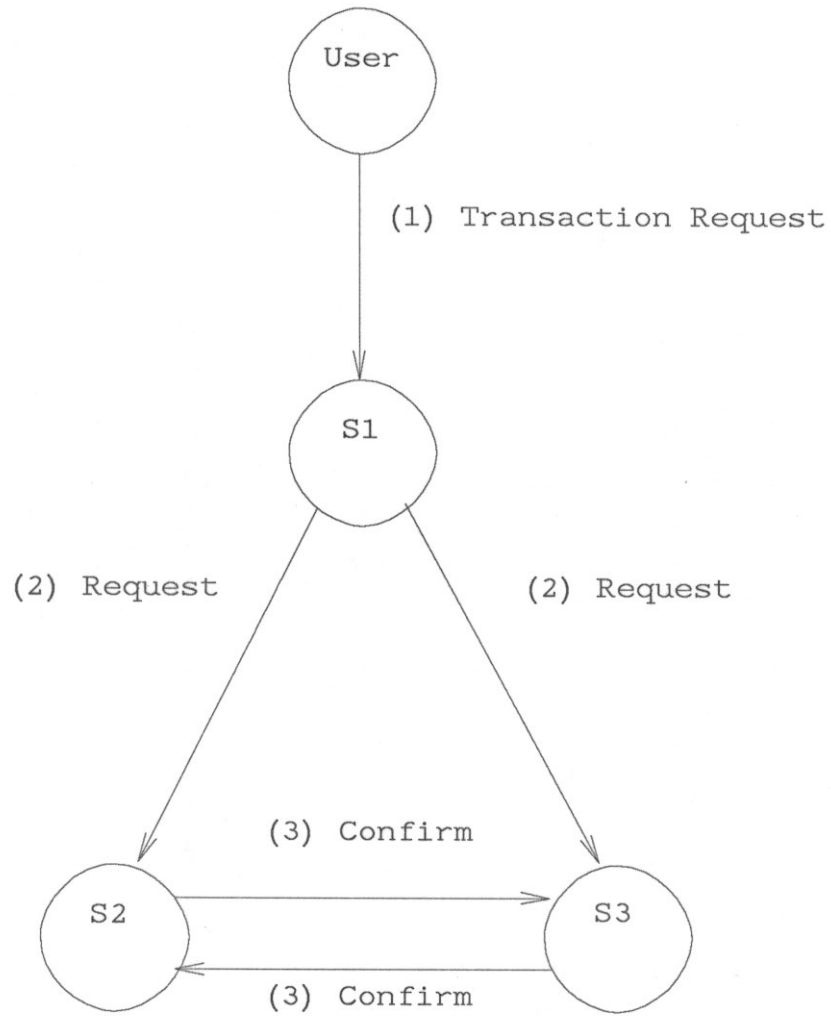 User
(1) Transaction Request
S1
(2) Request
(2) Request
(3) Confirm
S2
S3
(3) Confirm